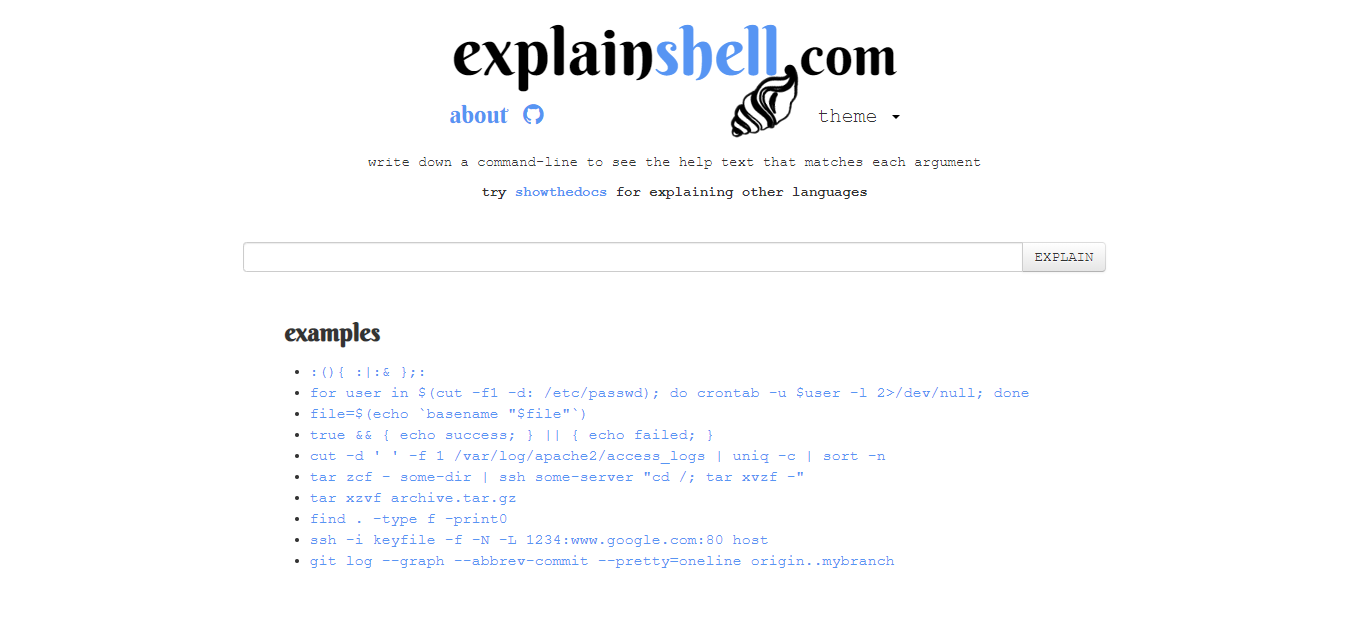 explainshell.com
about theme
write down a command-line to see the help text that matches each argument
try showthedocs for explaining other languages
EXPLAIN
examples
:(){ :|:& };:
for user in $(cut -f1 -d: /etc/passwd); do crontab -u $user -l 2>/dev/null; done
file=$(echo `basename "$file"`)
true && { echo success; } || { echo failed; }
cut -d ' ' -f 1 /var/log/apache2/access_logs | uniq -c | sort -n
tar zcf - some-dir | ssh some-server "cd /; tar xvzf -"
tar xzvf archive.tar.gz
find . -type f -print0
ssh -i keyfile -f -N -L 1234:www.google.com:80 host
git log --graph --abbrev-commit --pretty=oneline origin..mybranch